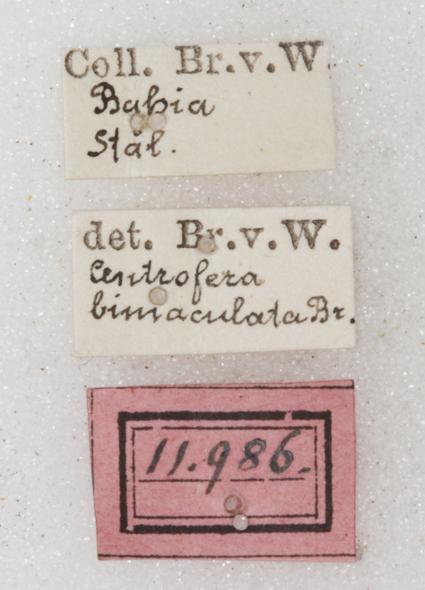 Coll. Br.v.W.
Bahia
Stål.
det. Br.v.W.
Centrofera
bimaculata Br.
11.986.